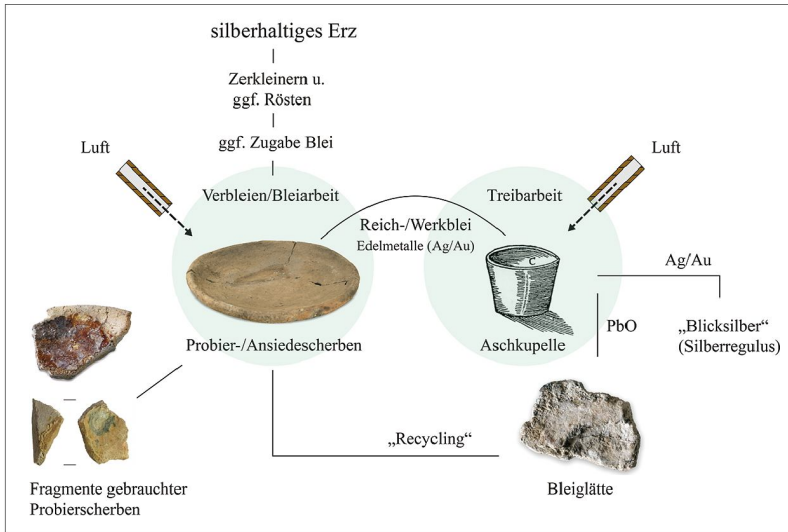 silberhaltiges Erz
Zerkleinern u.
ggf. Rösten
ggf. Zugabe Blei
Luft
Luft
Verbleien/Bleiarbeit
Treibarbeit
Reich-/Werkblei
Edelmetalle (Ag/Au)
C
Ag/Au
Probier-/Ansiedescherben
Aschkupelle
PbO
„Blicksilber“
(Silberregulus)
„Recycling“
Fragmente gebrauchter
Probierscherben
Bleiglätte